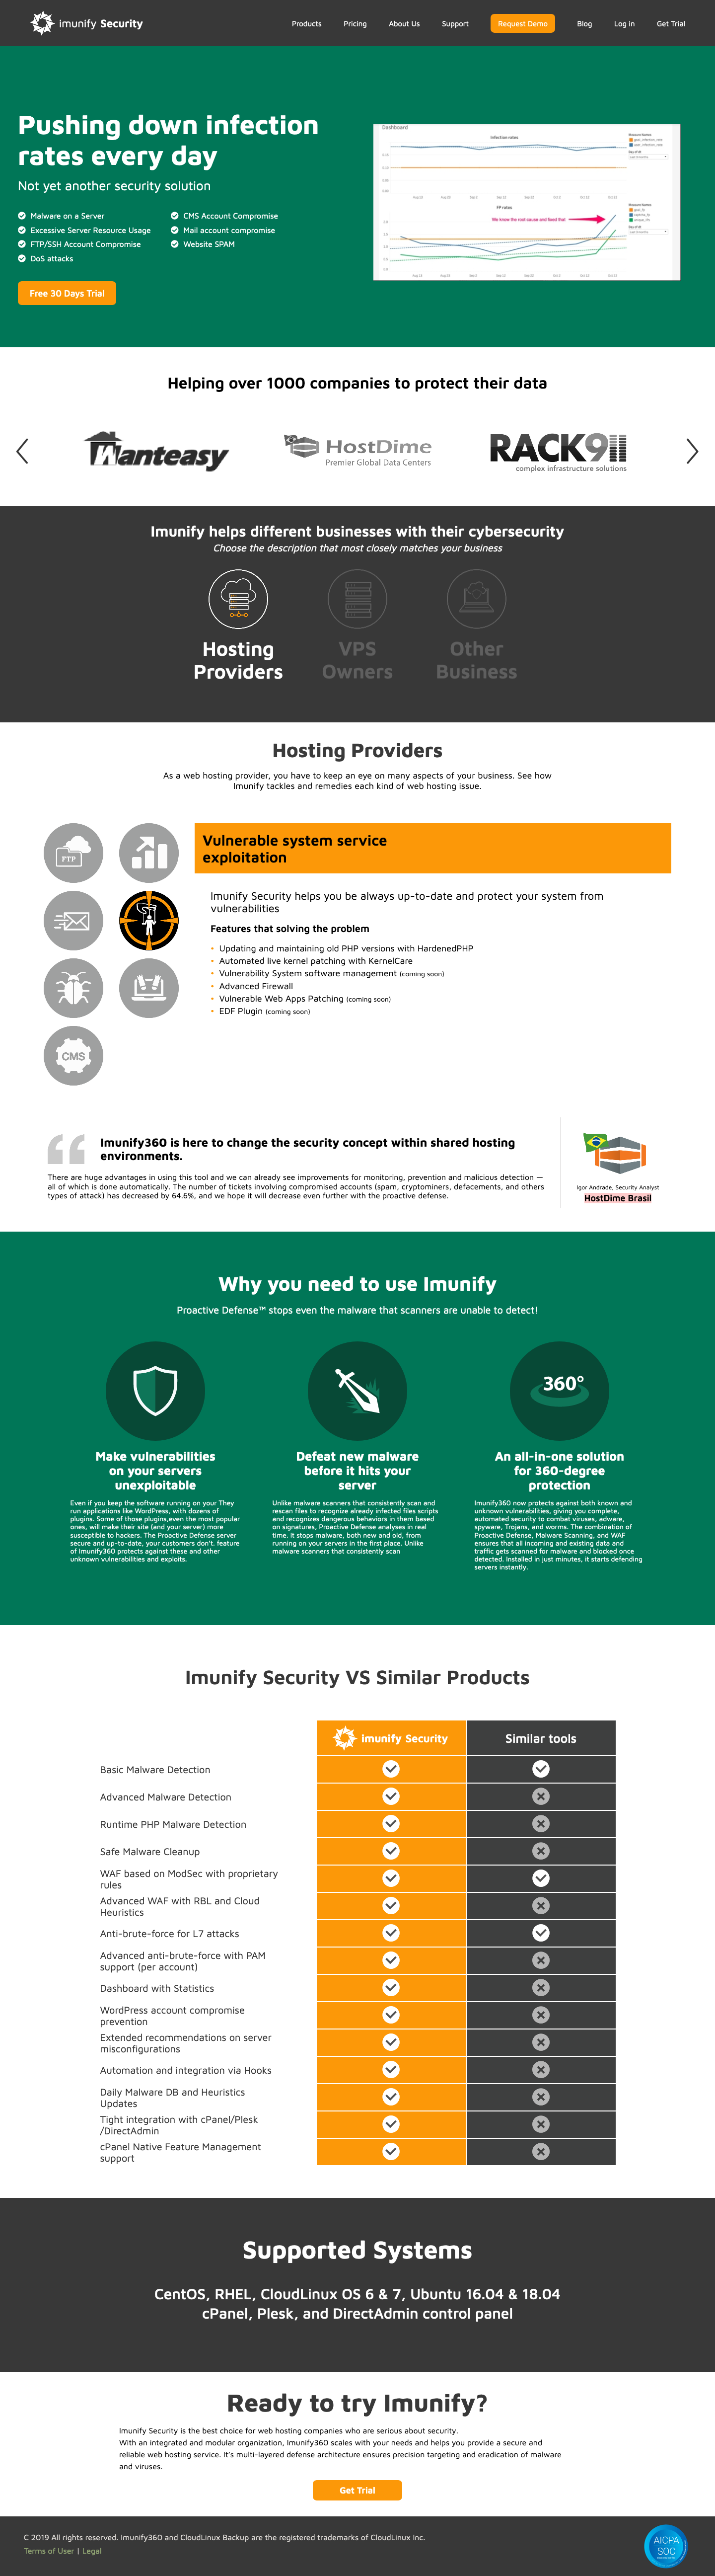 imunify Security
Products
Pricing
About Us
Support
Request Demo
Blog
Log in
Get Trial
Pushing down infection
rates every day
Not yet another security solution
Malware on a Server
Excessive Server Resource Usage
FTP/SSH Account Compromise
DoS attacks
CMS Account Compromise
Mail account compromise
Website SPAM
Free 30 Days Trial
Dashboard
Infection rates
FP rates
We know the root cause and fixed that
Helping over 1000 companies to protect their data
Wanteasy
HostDime
Premier Global Data Centers
RACK911
complex infrastructure solutions
Imunify helps different businesses with their cybersecurity
Choose the description that most closely matches your business
Hosting
Providers
VPS
Owners
Other
Business
Hosting Providers
As a web hosting provider, you have to keep an eye on many aspects of your business. See how
Imunify tackles and remedies each kind of web hosting issue.
FTP
CMS
Vulnerable system service
exploitation
Imunify Security helps you be always up-to-date and protect your system from
vulnerabilities
Features that solving the problem
Updating and maintaining old PHP versions with HardenedPHP
Automated live kernel patching with KernelCare
Vulnerability System software management (coming soon)
Advanced Firewall
Vulnerable Web Apps Patching (coming soon)
EDF Plugin (coming soon)
Imunify360 is here to change the security concept within shared hosting
environments.
There are huge advantages in using this tool and we can already see improvements for monitoring, prevention and malicious detection —
all of which is done automatically. The number of tickets involving compromised accounts (spam, cryptominers, defacements, and others
types of attack) has decreased by 64.6%, and we hope it will decrease even further with the proactive defense.
Igor Andrade, Security Analyst
HostDime Brasil
Why you need to use Imunify
Proactive Defense™ stops even the malware that scanners are unable to detect!
Make vulnerabilities
on your servers
unexploitable
Even if you keep the software running on your They
run applications like WordPress, with dozens of
plugins. Some of those plugins,even the most popular
ones, will make their site (and your server) more
susceptible to hackers. The Proactive Defense server
secure and up-to-date, your customers don't. feature
of Imunify360 protects against these and other
unknown vulnerabilities and exploits.
Defeat new malware
before it hits your
server
Unlike malware scanners that consistently scan and
rescan files to recognize already infected files scripts
and recognizes dangerous behaviors in them based
on signatures, Proactive Defense analyses in real
time. It stops malware, both new and old, from
running on your servers in the first place. Unlike
malware scanners that consistently scan
360°
An all-in-one solution
for 360-degree
protection
Imunify360 now protects against both known and
unknown vulnerabilities, giving you complete,
automated security to combat viruses, adware,
spyware, Trojans, and worms. The combination of
Proactive Defense, Malware Scanning, and WAF
ensures that all incoming and existing data and
traffic gets scanned for malware and blocked once
detected. Installed in just minutes, it starts defending
servers instantly.
Imunify Security VS Similar Products
imunify Security
Similar tools
Basic Malware Detection
Advanced Malware Detection
Runtime PHP Malware Detection
Safe Malware Cleanup
WAF based on ModSec with proprietary
rules
Advanced WAF with RBL and Cloud
Heuristics
Anti-brute-force for L7 attacks
Advanced anti-brute-force with PAM
support (per account)
Dashboard with Statistics
WordPress account compromise
prevention
Extended recommendations on server
misconfigurations
Automation and integration via Hooks
Daily Malware DB and Heuristics
Updates
Tight integration with cPanel/Plesk
/DirectAdmin
cPanel Native Feature Management
support
Supported Systems
CentOS, RHEL, CloudLinux OS 6 & 7, Ubuntu 16.04 & 18.04
cPanel, Plesk, and DirectAdmin control panel
Ready to try Imunify?
Imunify Security is the best choice for web hosting companies who are serious about security.
With an integrated and modular organization, Imunify360 scales with your needs and helps you provide a secure and
reliable web hosting service. It's multi-layered defense architecture ensures precision targeting and eradication of malware
and viruses.
Get Trial
C 2019 All rights reserved. Imunify360 and CloudLinux Backup are the registered trademarks of CloudLinux Inc.
Terms of User | Legal
AICPA
SOC